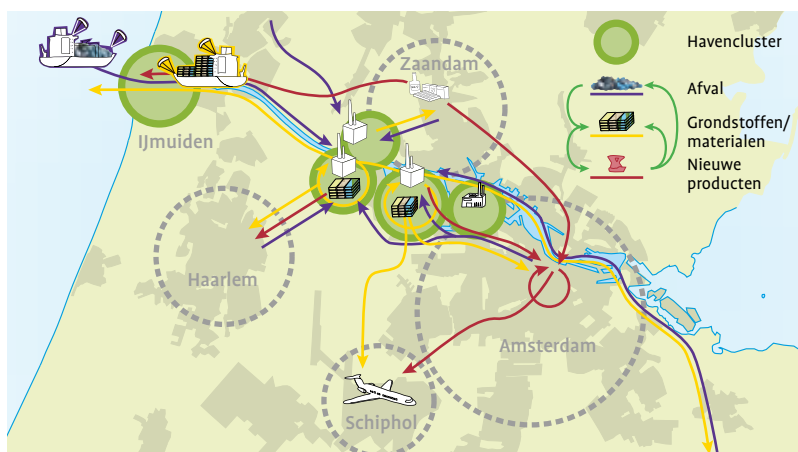 Zaandam
IJmuiden
Haarlem
Amsterdam
Schiphol
Havencluster
Afval
Grondstoffen/
materialen
Nieuwe
producten